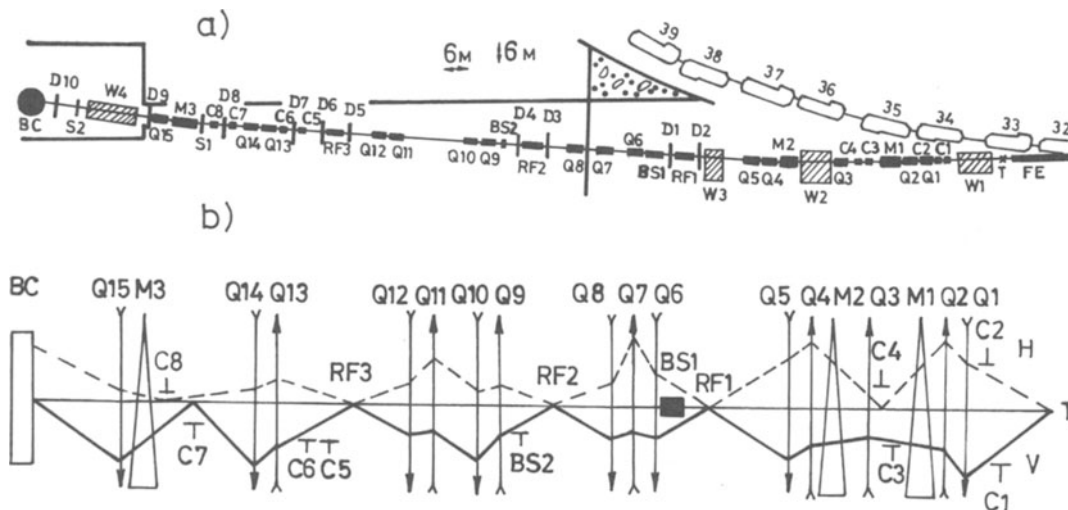 a)
6M 6M
39 38 37 36 35 34 33 32
D10 W4 D9 M3 C8 D8 C7 D7 C6 D6 C5 D5 BS2 D4 D3 Q6 D1 D2 M2 C4 C3 M1 C2 C1
BC S2 Q15 S1 Q14 Q13 RF3 Q12 Q11 Q10 Q9 RF2 Q8 Q7 BS1 RF1 W3 Q5 Q4 W2 Q3 Q2 Q1 W1 T FE
b)
BC Q15 M3 Q14 Q13 Q12 Q11 Q10 Q9 Q8 Q7 Q6 Q5 Q4 M2 Q3 M1 Q2 Q1
C8 RF3 RF2 BS1 RF1 C4 C2 H
T
C7 C6 C5 BS2 C3 C1 V